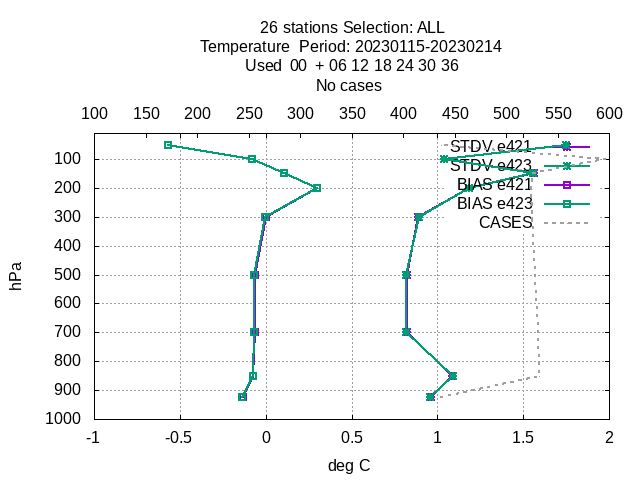 26 stations Selection: ALL
Temperature  Period: 20230115-20230214
Used  00  + 06 12 18 24 30 36
No cases
100 150 200 250 300 350 400 450 500 550 600
STDV e421
100
STDV e423
200
BIAS e421
BIAS e423
300
CASES
400
500
600
700
800
900
1000
hPa
-1 -0.5 0 0.5 1 1.5 2
deg C